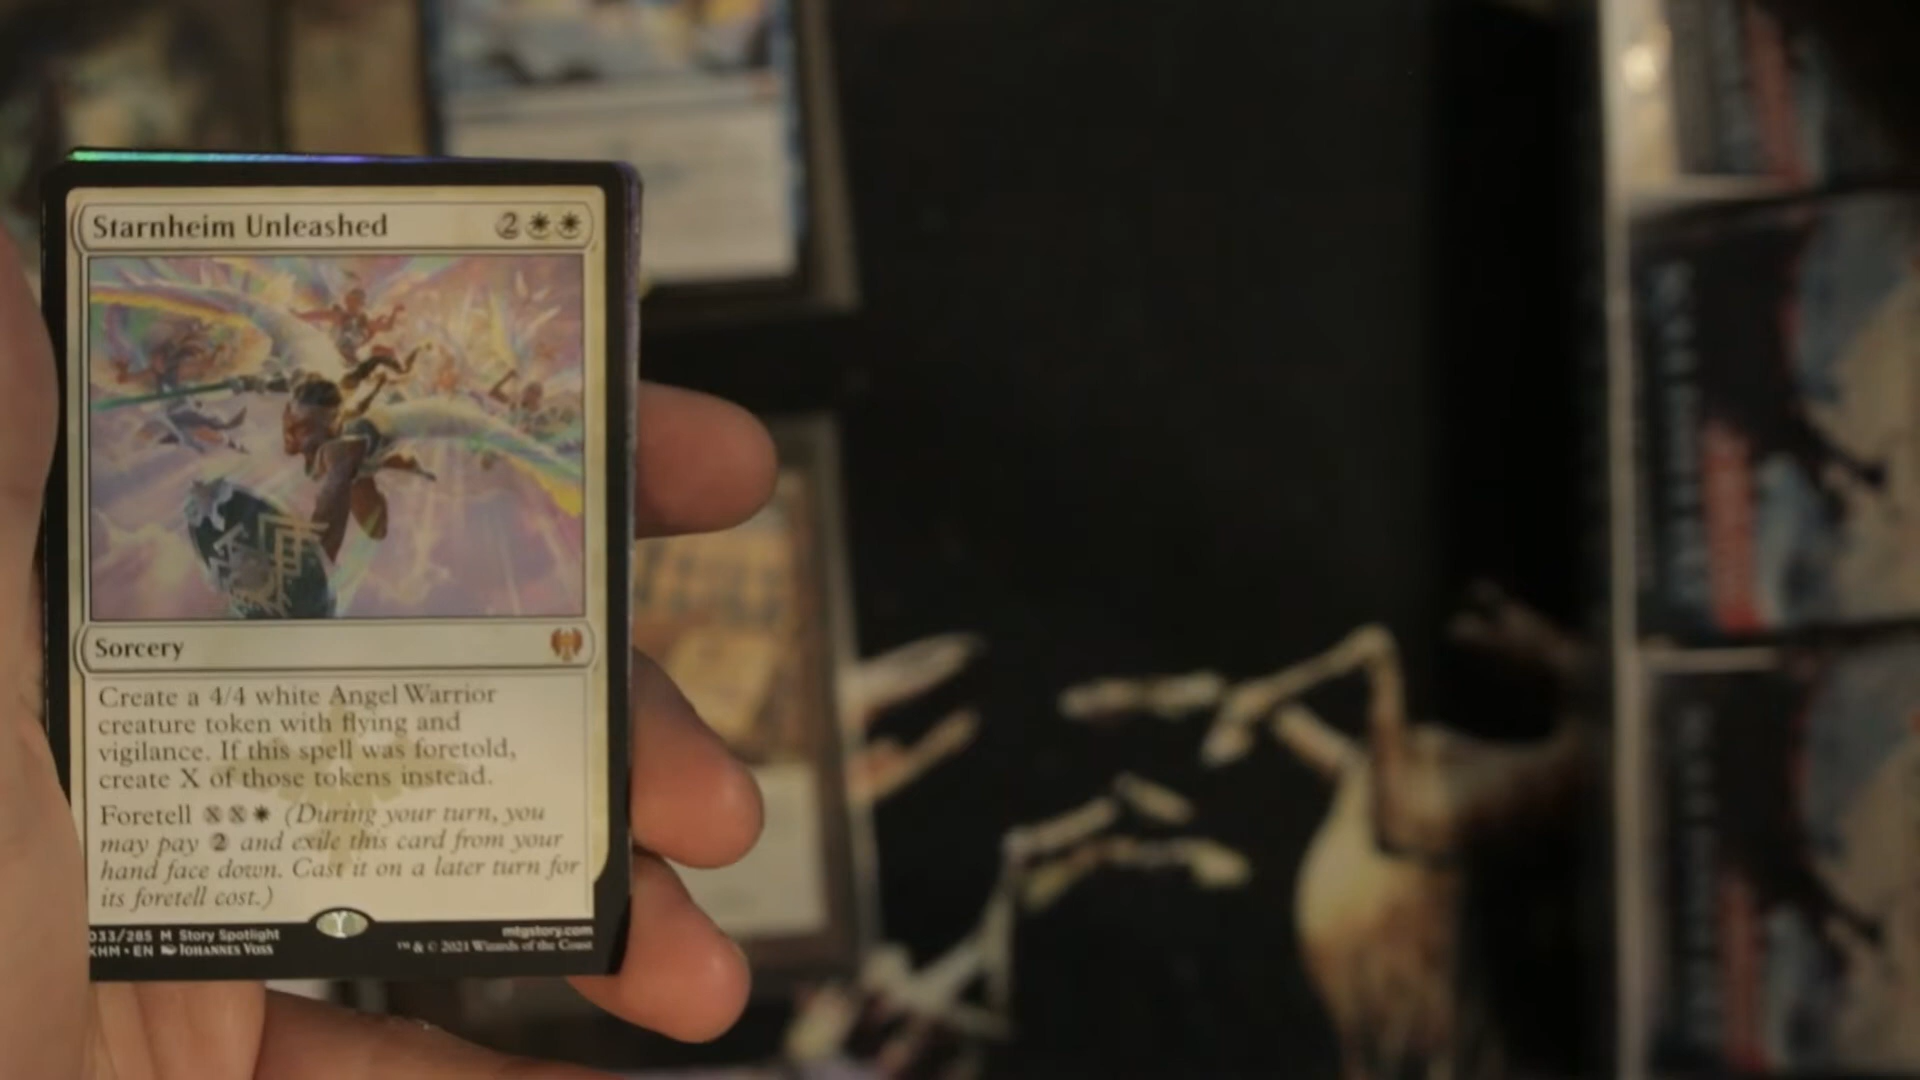 Starnheim Unleashed 2
Sorcery
Create a 4/4 white Angel Warrior
creature token with flying and
vigilance. If this spell was foretold,
create X of those tokens instead.
Foretell X X (During your turn, you
may pay 2 and exile this card from your
hand face down. Cast it on a later turn for
its foretell cost.)
033/285 M Story Spotlight
KHM • EN Johannes Voss
mtgstory.com
™ & © 2021 Wizards of the Coast